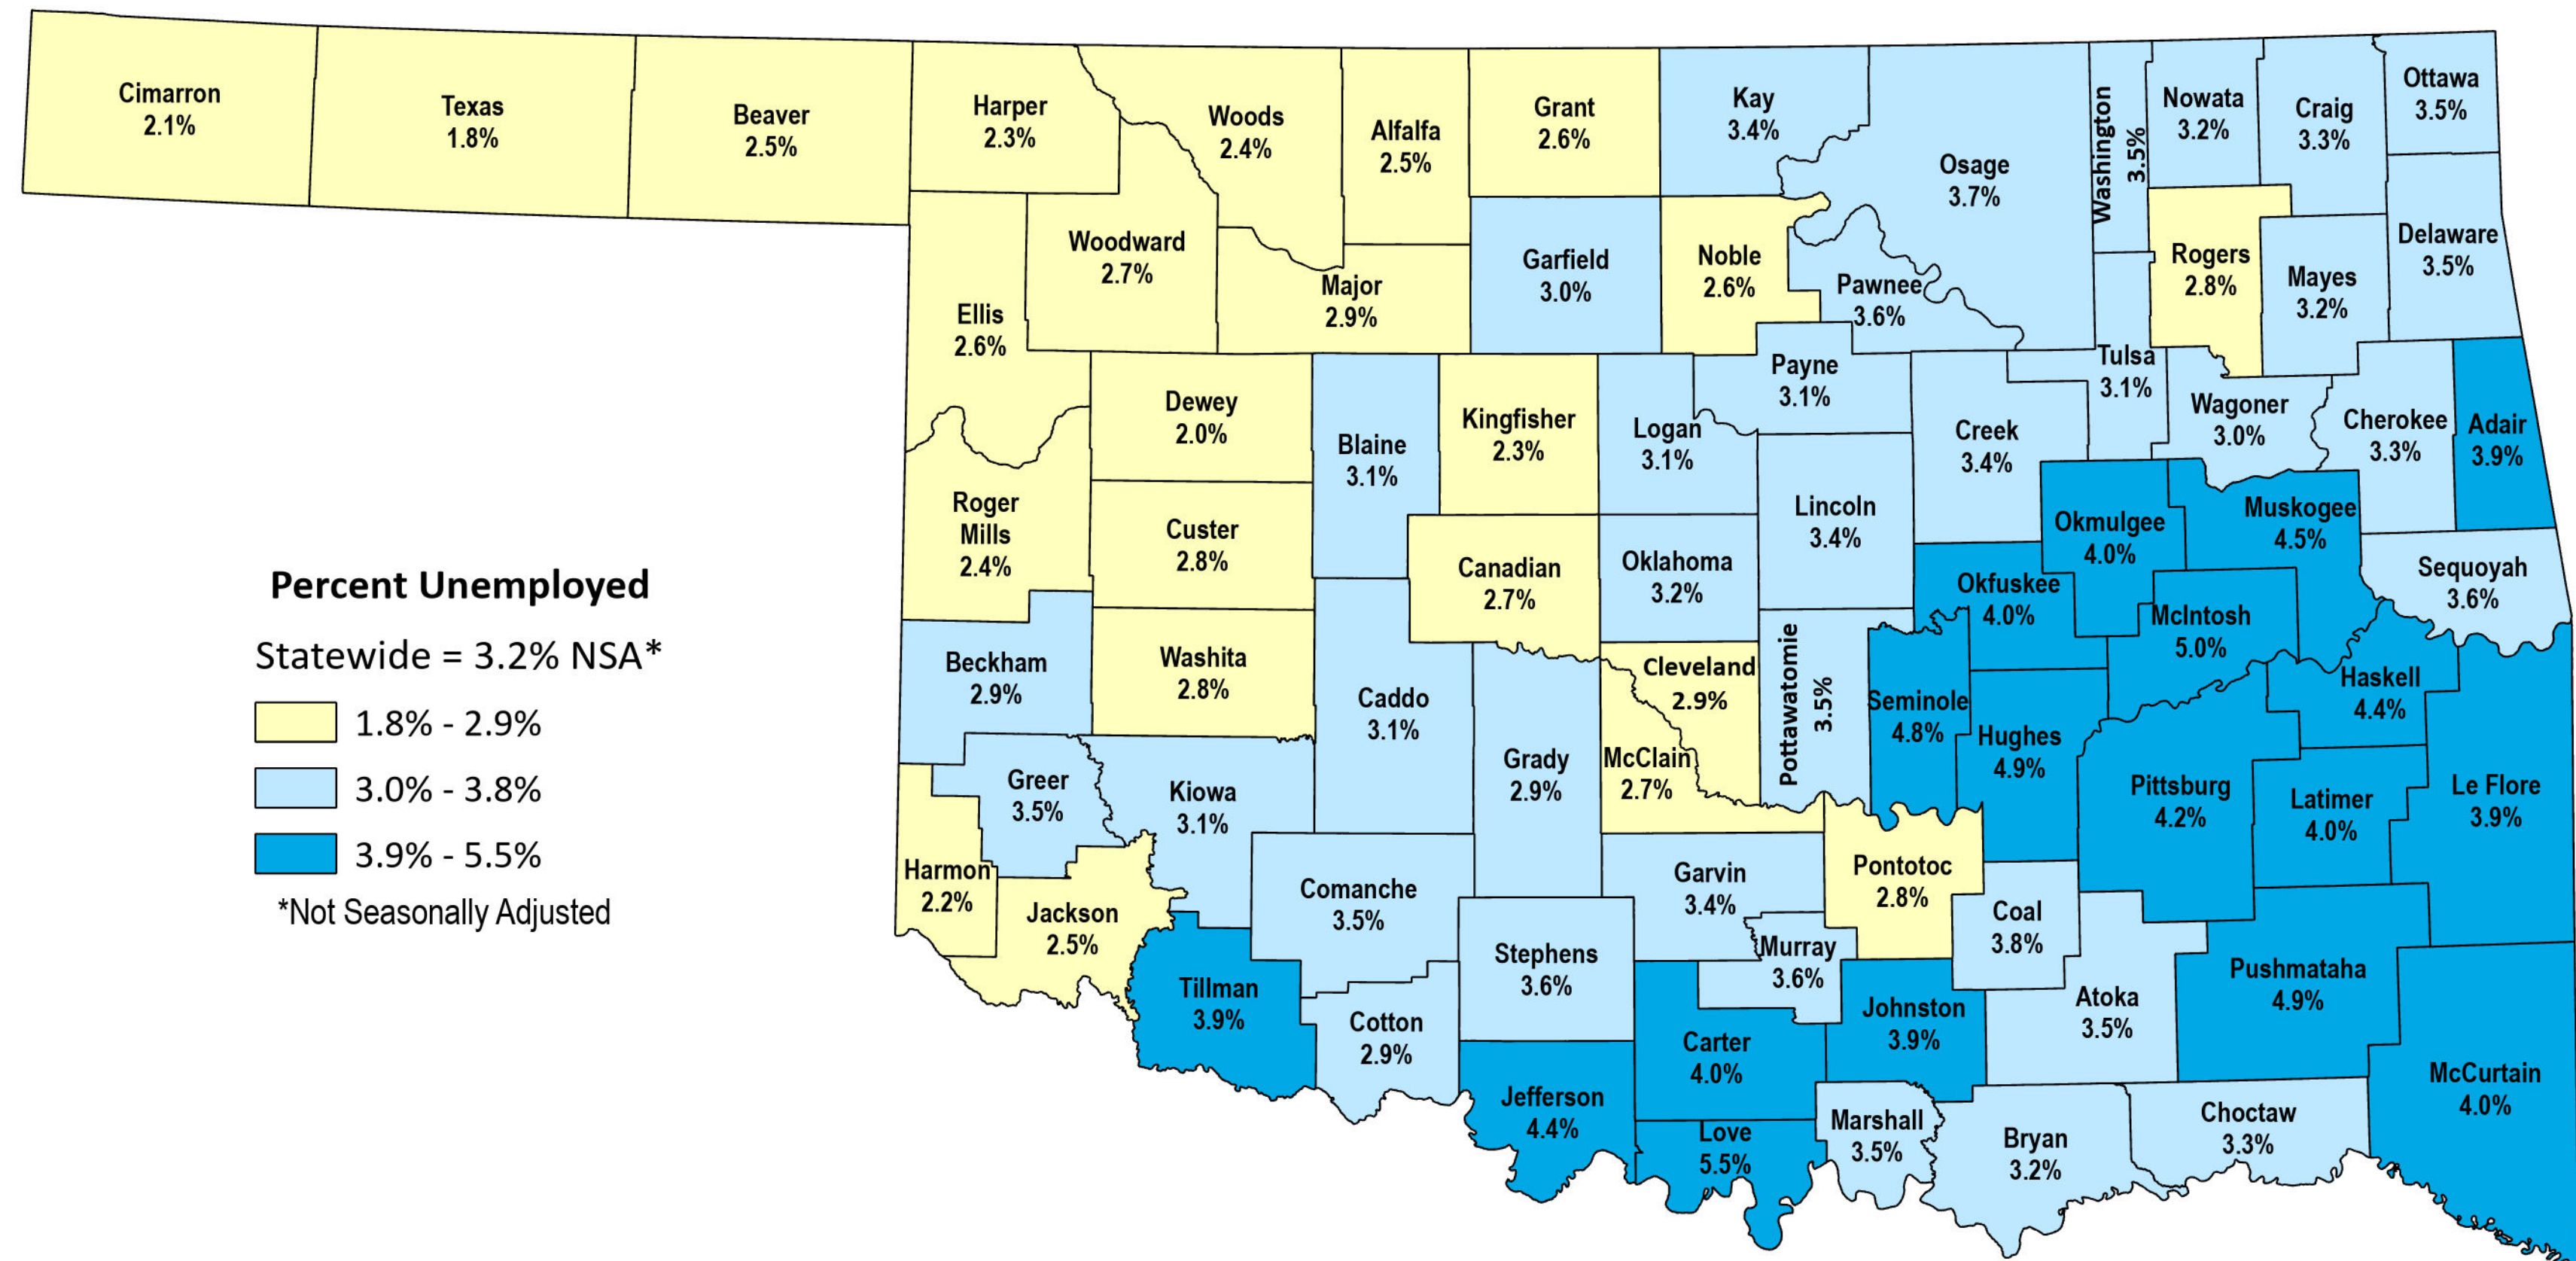 Cimarron
2.1%
Texas
1.8%
Beaver
2.5%
Harper
2.3%
Woods
2.4%
Alfalfa
2.5%
Grant
2.6%
Kay
3.4%
Osage
3.7%
Washington
3.5%
Nowata
3.2%
Craig
3.3%
Ottawa
3.5%
Ellis
2.6%
Woodward
2.7%
Major
2.9%
Garfield
3.0%
Noble
2.6%
Pawnee
3.6%
Rogers
2.8%
Mayes
3.2%
Delaware
3.5%
Dewey
2.0%
Blaine
3.1%
Kingfisher
2.3%
Logan
3.1%
Payne
3.1%
Creek
3.4%
Tulsa
3.1%
Wagoner
3.0%
Cherokee
3.3%
Adair
3.9%
Roger
Mills
2.4%
Custer
2.8%
Canadian
2.7%
Oklahoma
3.2%
Lincoln
3.4%
Okfuskee
4.0%
Okmulgee
4.0%
Muskogee
4.5%
McIntosh
5.0%
Sequoyah
3.6%
Percent Unemployed
Statewide = 3.2% NSA*
1.8% - 2.9%
3.0% - 3.8%
3.9% - 5.5%
*Not Seasonally Adjusted
Beckham
2.9%
Washita
2.8%
Caddo
3.1%
Grady
2.9%
Cleveland
2.9%
McClain
2.7%
Pottawatomie
3.5%
Seminole
4.8%
Hughes
4.9%
Pittsburg
4.2%
Haskell
4.4%
Latimer
4.0%
Le Flore
3.9%
Harmon
2.2%
Greer
3.5%
Kiowa
3.1%
Jackson
2.5%
Comanche
3.5%
Garvin
3.4%
Pontotoc
2.8%
Coal
3.8%
Tillman
3.9%
Cotton
2.9%
Stephens
3.6%
Murray
3.6%
Johnston
3.9%
Atoka
3.5%
Pushmataha
4.9%
Jefferson
4.4%
Carter
4.0%
Love
5.5%
Marshall
3.5%
Bryan
3.2%
Choctaw
3.3%
McCurtain
4.0%